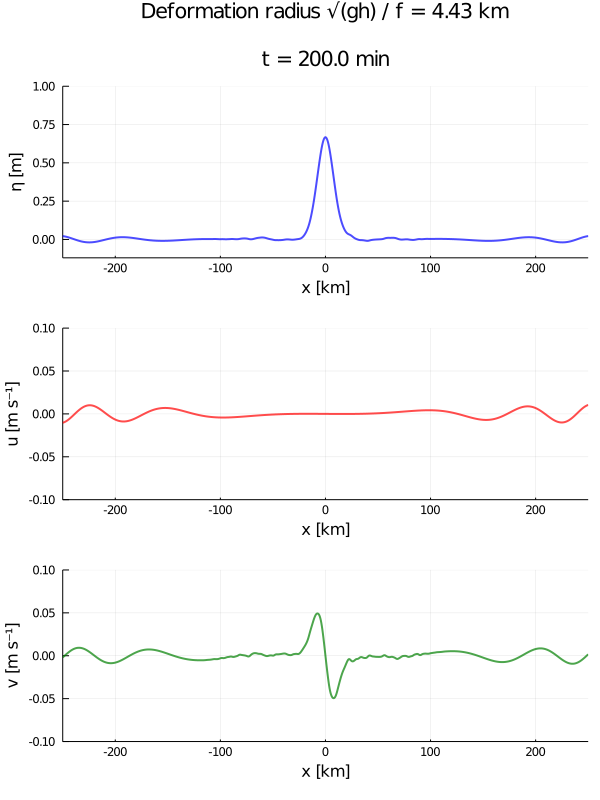 Deformation radius √(gh) / f = 4.43 km
t = 200.0 min
1.00
0.75
0.50
0.25
0.00
η [m]
-200 -100 0 100 200
x [km]
0.10
0.05
0.00
-0.05
-0.10
u [m s⁻¹]
-200 -100 0 100 200
x [km]
0.10
0.05
0.00
-0.05
-0.10
v [m s⁻¹]
-200 -100 0 100 200
x [km]